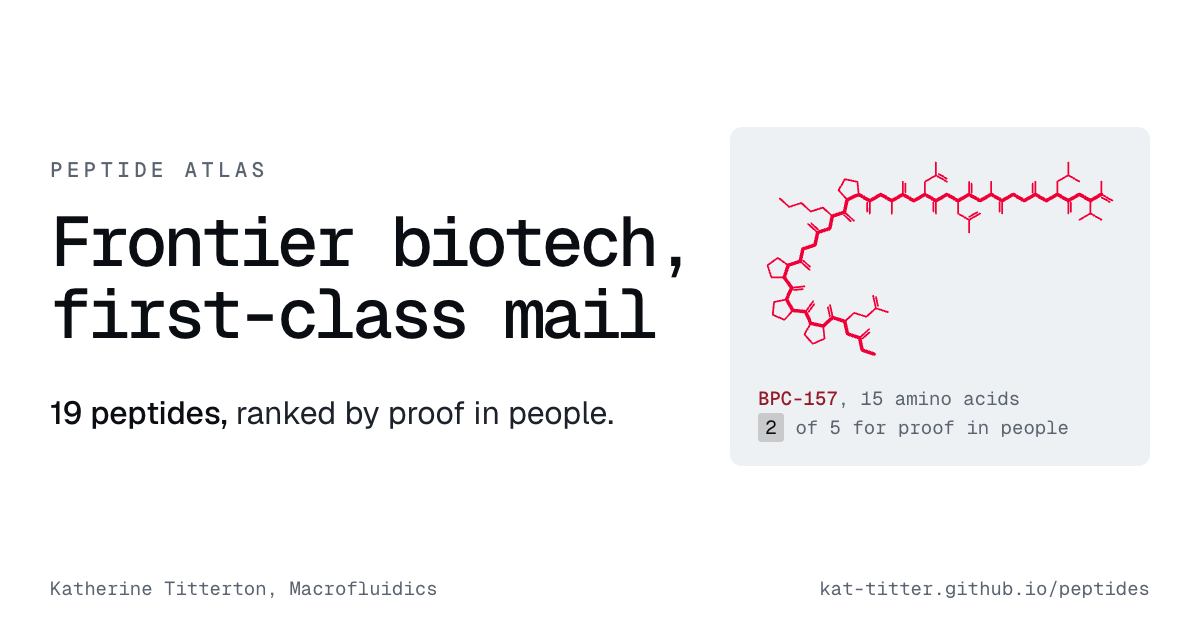 PEPTIDE ATLAS
Frontier biotech,
first-class mail
19 peptides, ranked by proof in people.
BPC-157, 15 amino acids
2 of 5 for proof in people
Katherine Titterton, Macrofluidics
kat-titter.github.io/peptides